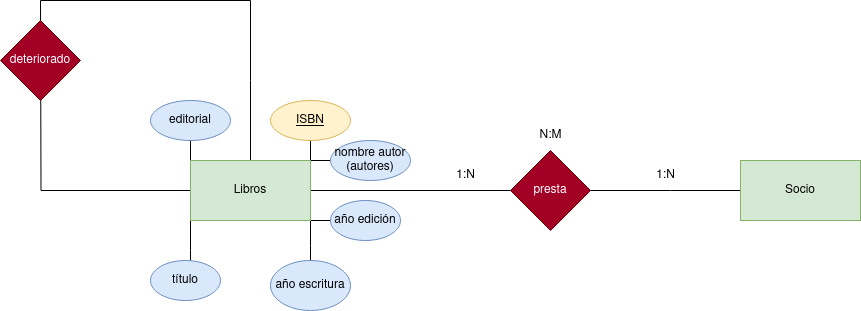 deteriorado
editorial
ISBN
nombre autor
(autores)
N:M
1:N
1:N
Libros
presta
Socio
año edición
título
año escritura